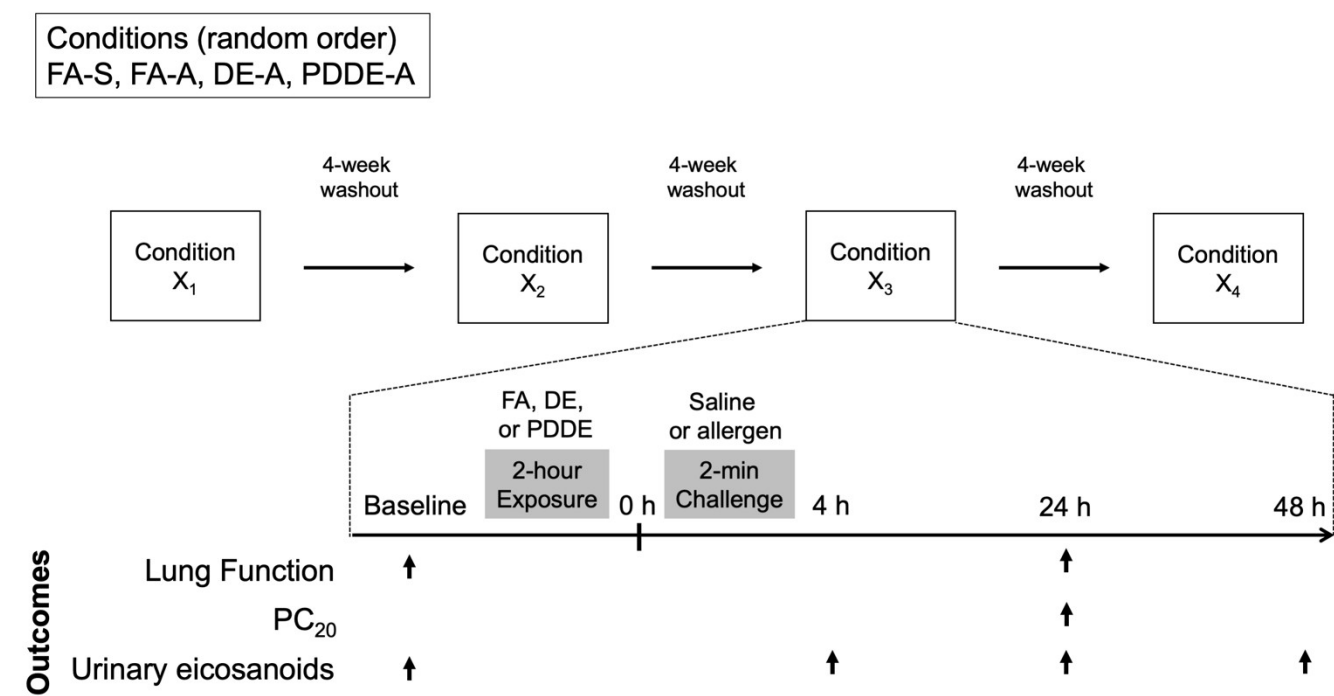 Conditions (random order)
FA-S, FA-A, DE-A, PDDE-A
4-week
washout
4-week
washout
4-week
washout
Condition
X₁
Condition
X₂
Condition
X₃
Condition
X₄
FA, DE,
or PDDE
Saline
or allergen
2-hour
Exposure
2-min
Challenge
Baseline
0 h
4 h
24 h
48 h
Outcomes
Lung Function
PC₂₀
Urinary eicosanoids